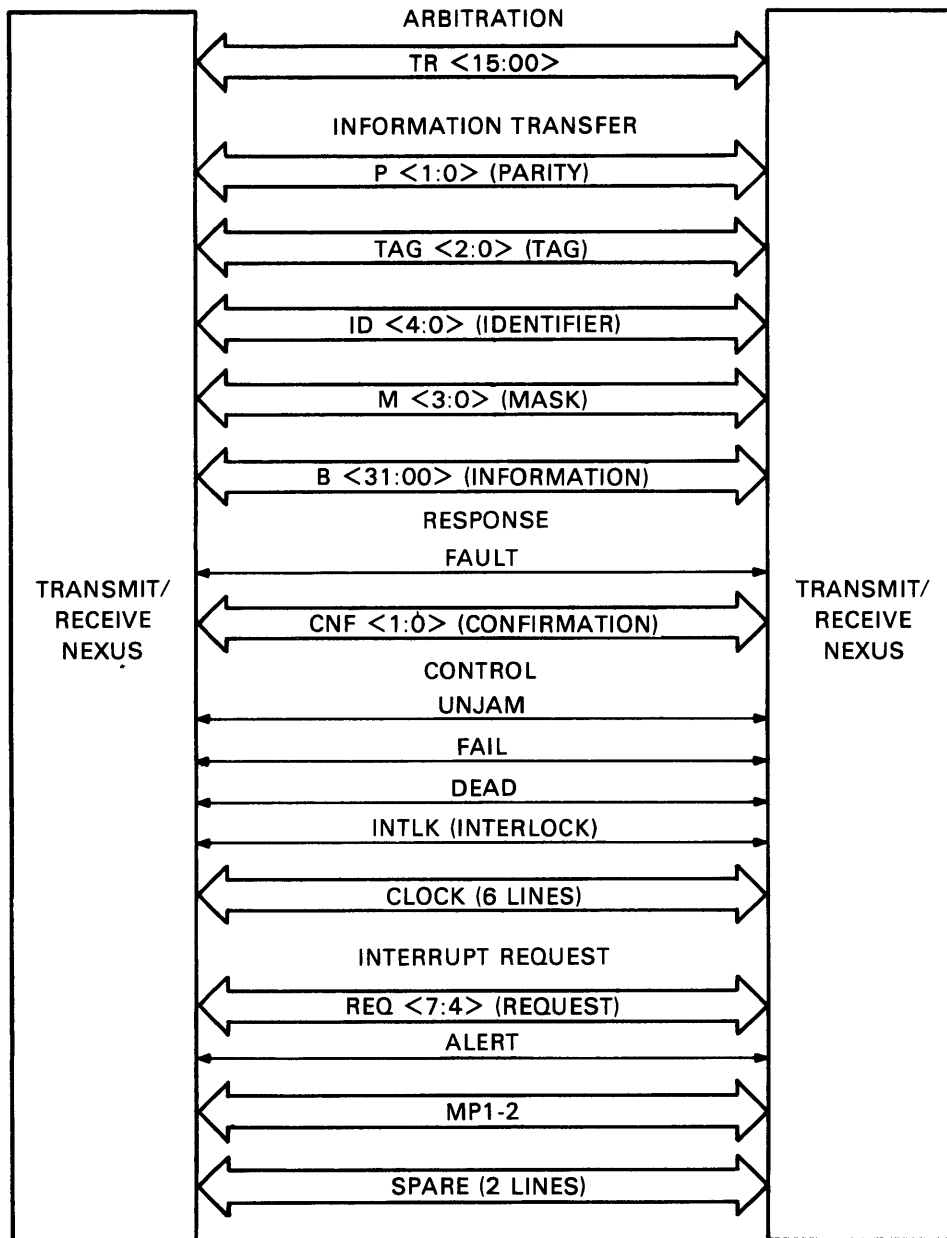 ARBITRATION
TR <15:00>
INFORMATION TRANSFER
P <1:0> (PARITY)
TAG <2:0> (TAG)
ID <4:0> (IDENTIFIER)
M <3:0> (MASK)
B <31:00> (INFORMATION)
RESPONSE
FAULT
TRANSMIT/
RECEIVE
NEXUS
TRANSMIT/
RECEIVE
NEXUS
CNF <1:0> (CONFIRMATION)
CONTROL
UNJAM
FAIL
DEAD
INTLK (INTERLOCK)
CLOCK (6 LINES)
INTERRUPT REQUEST
REQ <7:4> (REQUEST)
ALERT
MP1-2
SPARE (2 LINES)